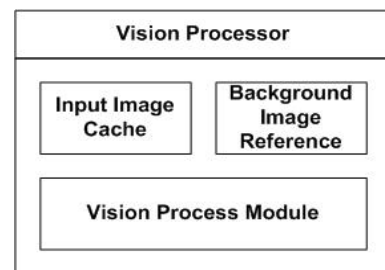 Vision Processor
Input Image
Cache
Background
Image
Reference
Vision Process Module